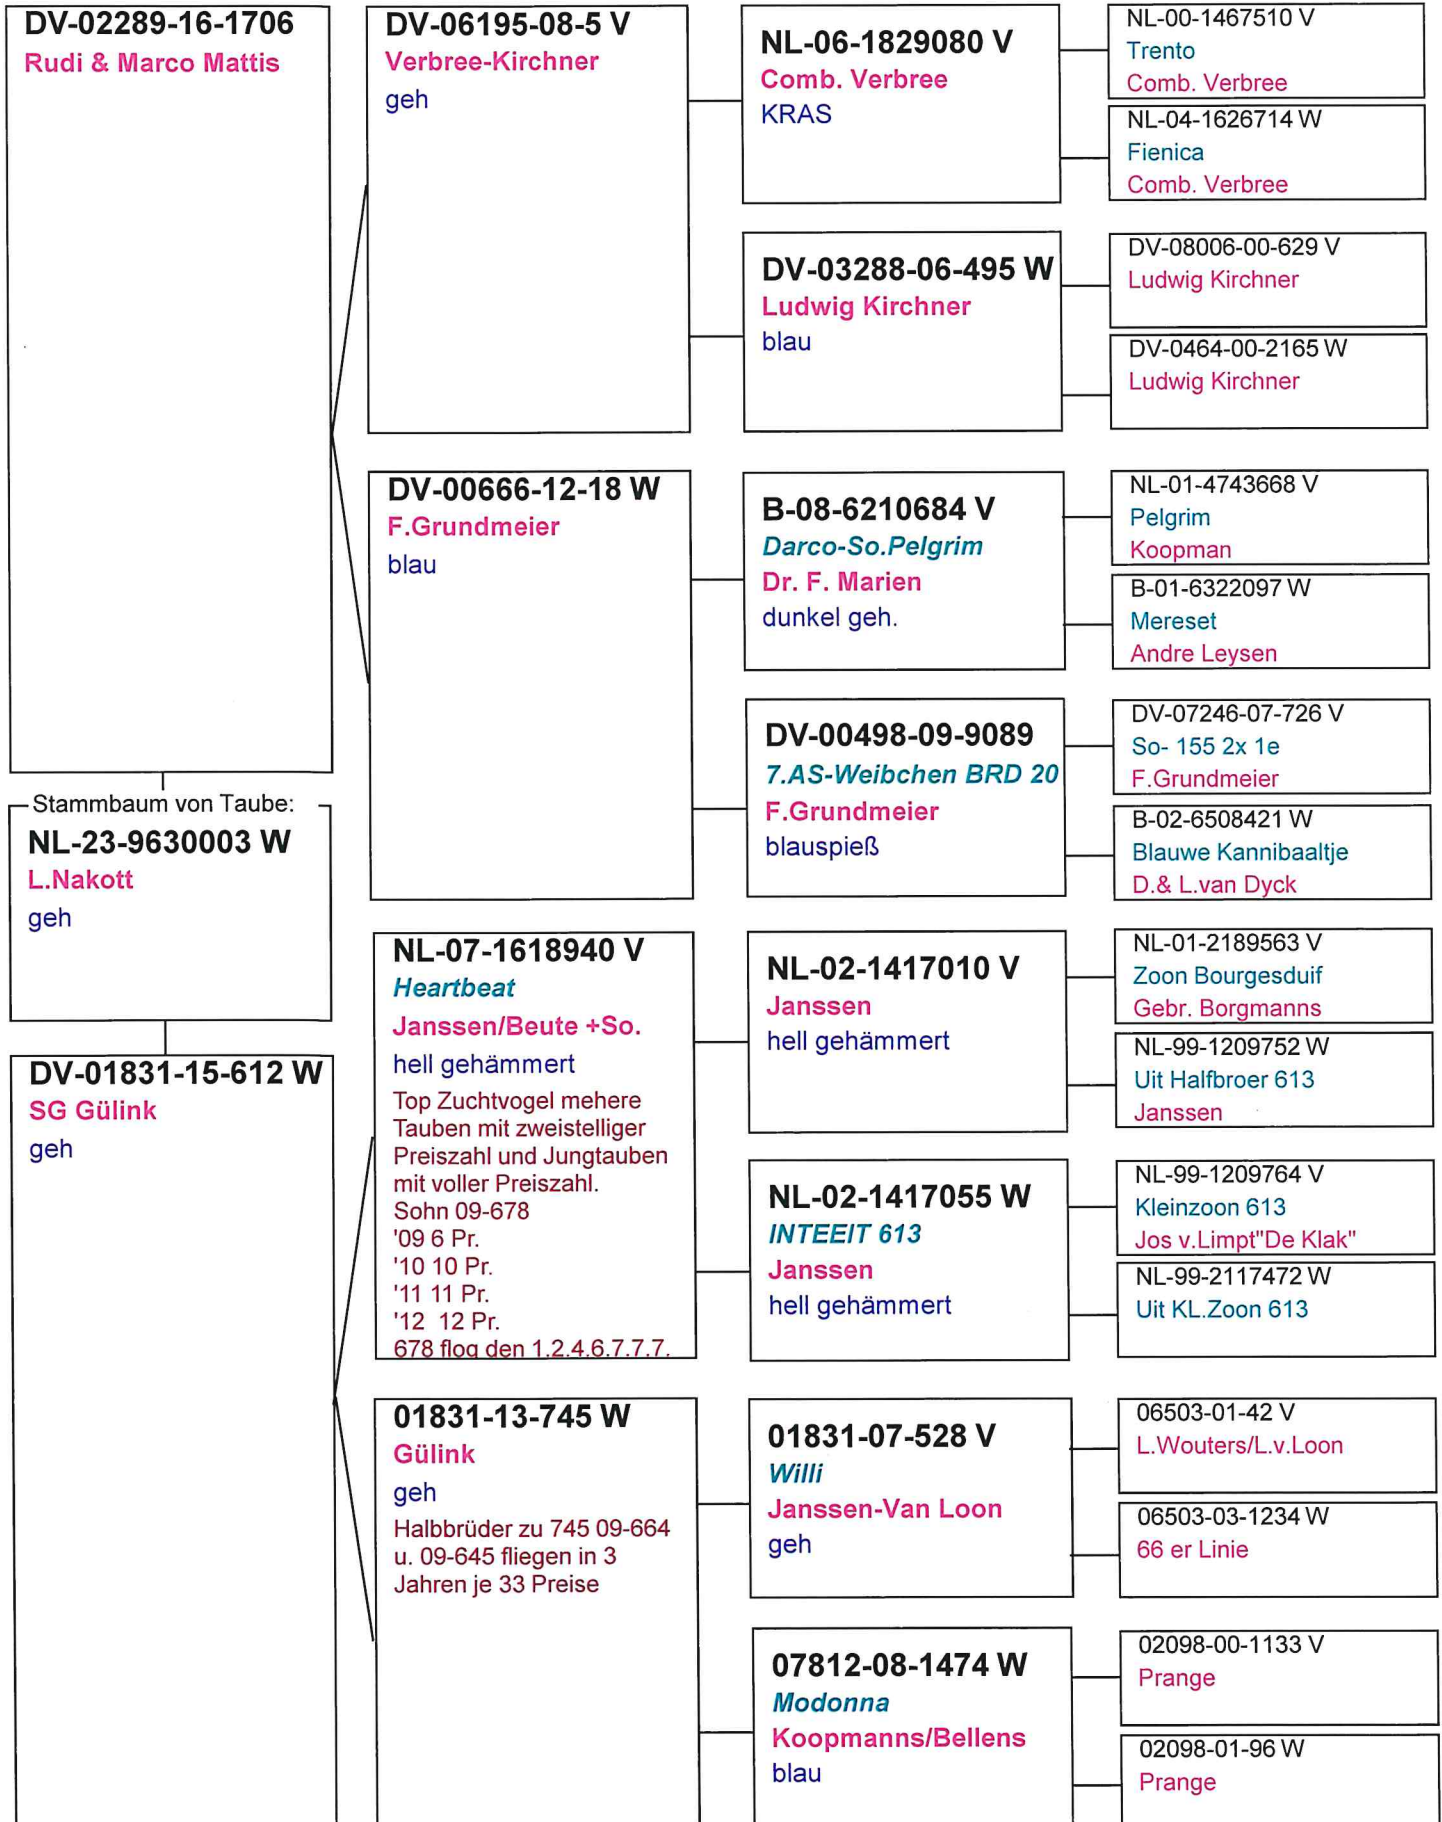 DV-02289-16-1706
Rudi & Marco Mattis
Stammbaum von Taube:
NL-23-9630003 W
L.Nakott
geh
DV-01831-15-612 W
SG Gülink
geh
DV-06195-08-5 V
Verbree-Kirchner
geh
DV-00666-12-18 W
F.Grundmeier
blau
NL-07-1618940 V
Heartbeat
Janssen/Beute +So.
hell gehämmert
Top Zuchtvogel mehere
Tauben mit zweistelliger
Preiszahl und Jungtauben
mit voller Preiszahl.
Sohn 09-678
'09 6 Pr.
'10 10 Pr.
'11 11 Pr.
'12 12 Pr.
678 flog den 1.2.4.6.7.7.7.
01831-13-745 W
Gülink
geh
Halbbrüder zu 745 09-664
u. 09-645 fliegen in 3
Jahren je 33 Preise
NL-06-1829080 V
Comb. Verbree
KRAS
DV-03288-06-495 W
Ludwig Kirchner
blau
B-08-6210684 V
Darco-So.Pelgrim
Dr. F. Marien
dunkel geh.
DV-00498-09-9089
7.AS-Weibchen BRD 20
F.Grundmeier
blauspieß
NL-02-1417010 V
Janssen
hell gehämmert
NL-02-1417055 W
INTEEIT 613
Janssen
hell gehämmert
01831-07-528 V
Willi
Janssen-Van Loon
geh
07812-08-1474 W
Modonna
Koopmanns/Bellens
blau
NL-00-1467510 V
Trento
Comb. Verbree
NL-04-1626714 W
Fienica
Comb. Verbree
DV-08006-00-629 V
Ludwig Kirchner
DV-0464-00-2165 W
Ludwig Kirchner
NL-01-4743668 V
Pelgrim
Koopman
B-01-6322097 W
Mereset
Andre Leysen
DV-07246-07-726 V
So- 155 2x 1e
F.Grundmeier
B-02-6508421 W
Blauwe Kannibaaltje
D.& L.van Dyck
NL-01-2189563 V
Zoon Bourgesduif
Gebr. Borgmanns
NL-99-1209752 W
Uit Halfbroer 613
Janssen
NL-99-1209764 V
Kleinzoon 613
Jos v.Limpt"De Klak"
NL-99-2117472 W
Uit KL.Zoon 613
06503-01-42 V
L.Wouters/L.v.Loon
06503-03-1234 W
66 er Linie
02098-00-1133 V
Prange
02098-01-96 W
Prange